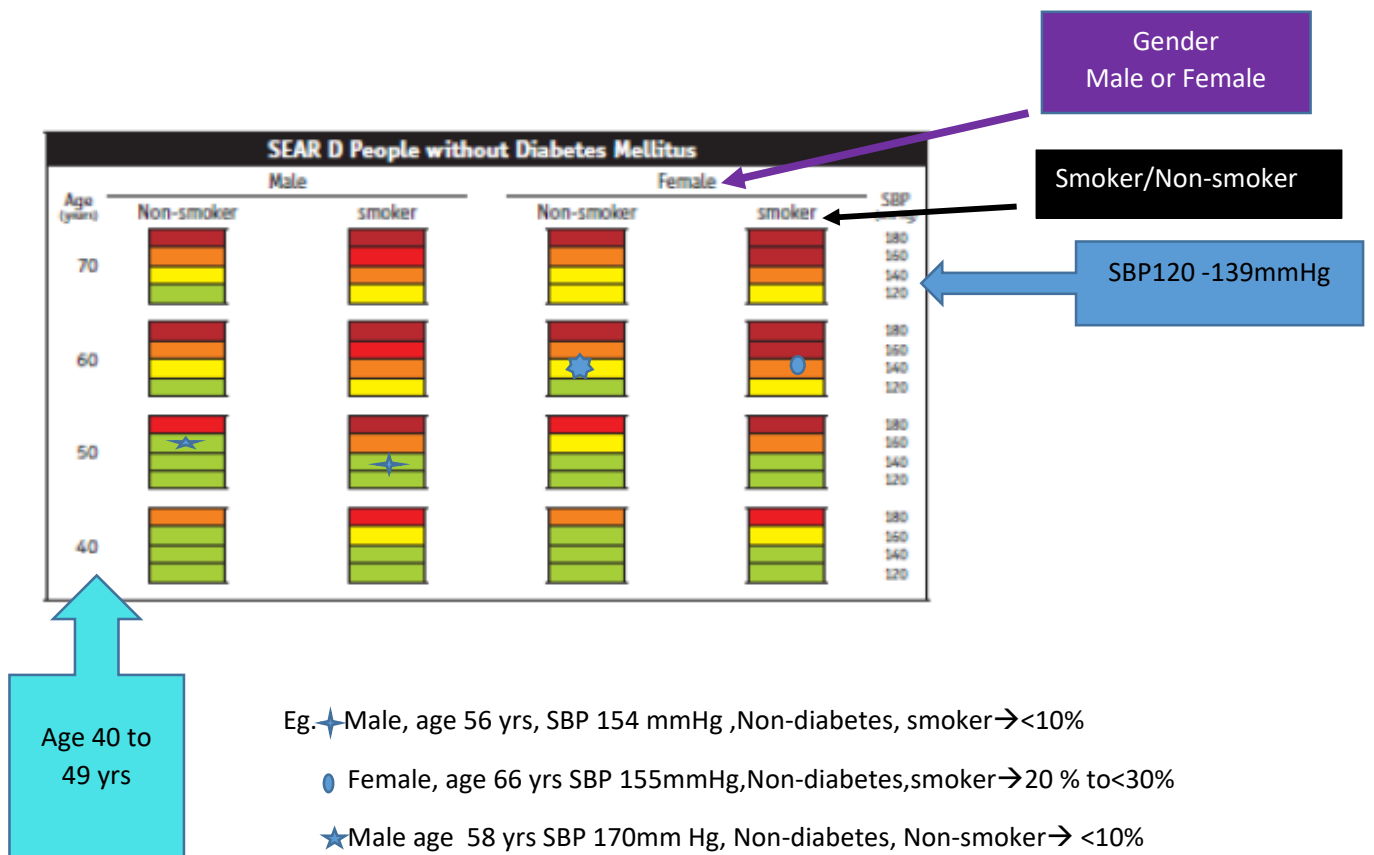 Gender
Male or Female
SEAR D People without Diabetes Mellitus
Male Female
Age
(years)
Non-smoker smoker Non-smoker smoker
SBP
Smoker/Non-smoker
SBP120 -139mmHg
70
180
160
140
120
60
180
160
140
120
50
180
160
140
120
40
180
160
140
120
Age 40 to
49 yrs
Eg. Male, age 56 yrs, SBP 154 mmHg ,Non-diabetes, smoker→<10%
Female, age 66 yrs SBP 155mmHg,Non-diabetes,smoker→20 % to<30%
Male age 58 yrs SBP 170mm Hg, Non-diabetes, Non-smoker→ <10%